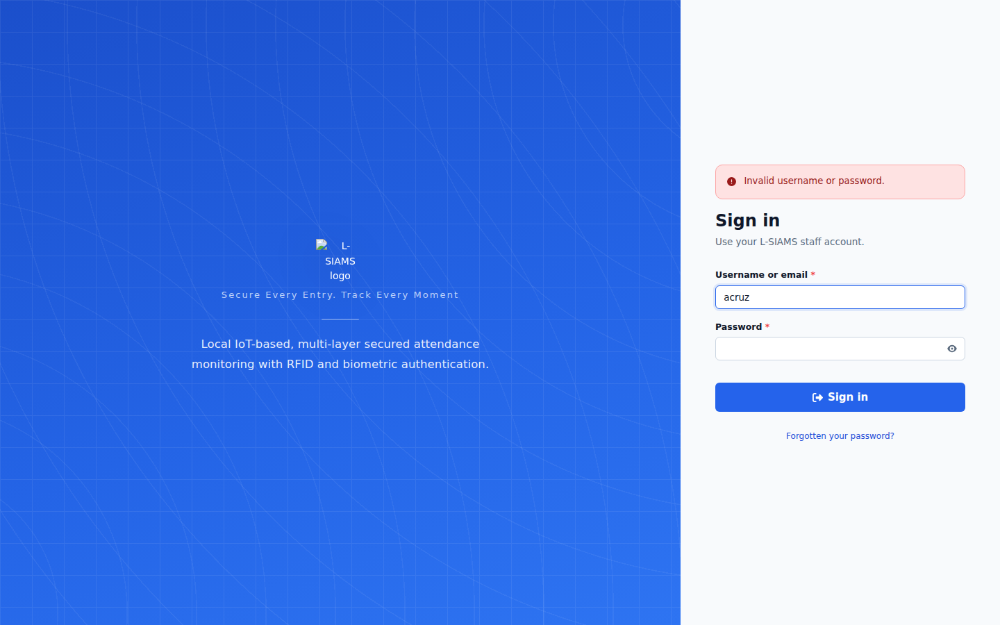 L-
SIAMS
logo
Secure Every Entry. Track Every Moment
Local IoT-based, multi-layer secured attendance
monitoring with RFID and biometric authentication.
Invalid username or password.
Sign in
Use your L-SIAMS staff account.
Username or email *
acruz
Password *
Sign in
Forgotten your password?